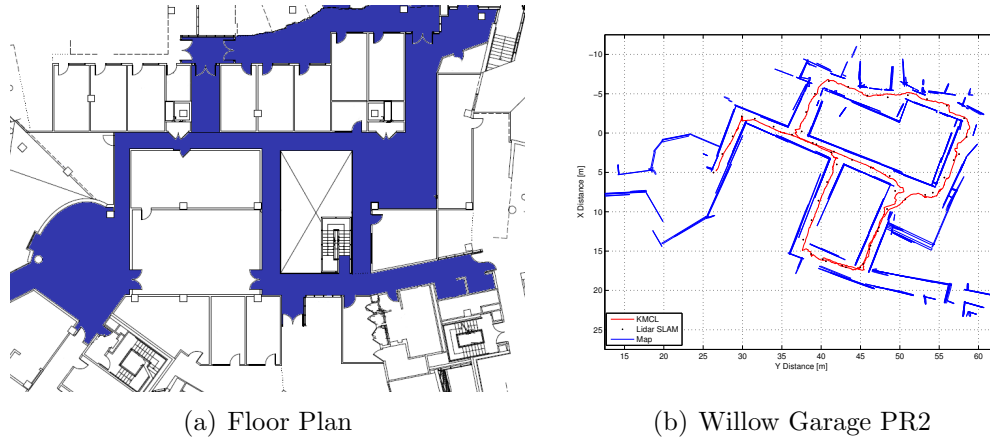 -10
-5
0
5
10
15
20
25
X Distance [m]
KMCL
Lidar SLAM
Map
15 20 25 30 35 40 45 50 55 60
Y Distance [m]
(a) Floor Plan
(b) Willow Garage PR2